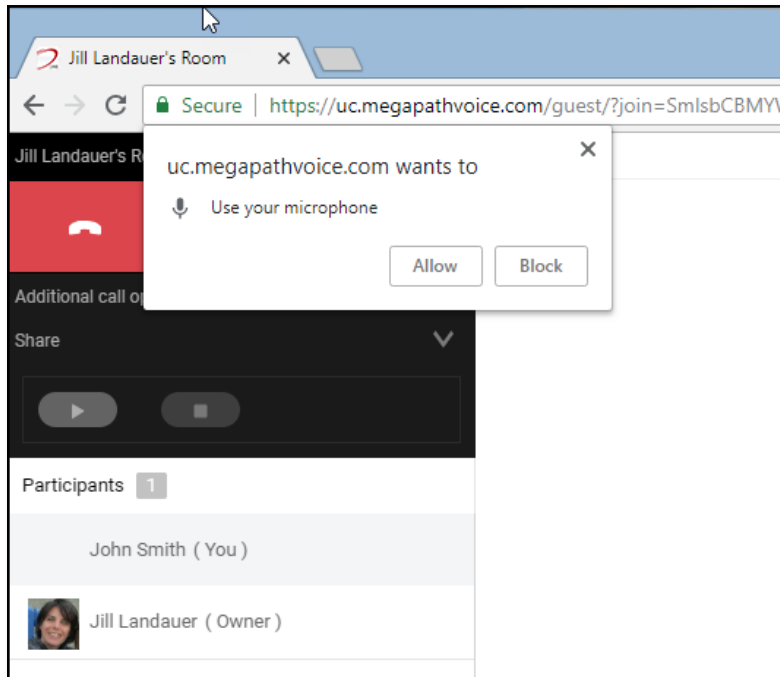 Jill Landauer's Room
Secure https://uc.megapathvoice.com/guest/?join=SmlsbCBMYV
Jill Landauer's R
uc.megapathvoice.com wants to
Use your microphone
Allow Block
Additional call op
Share
Participants 1
John Smith ( You )
Jill Landauer ( Owner )